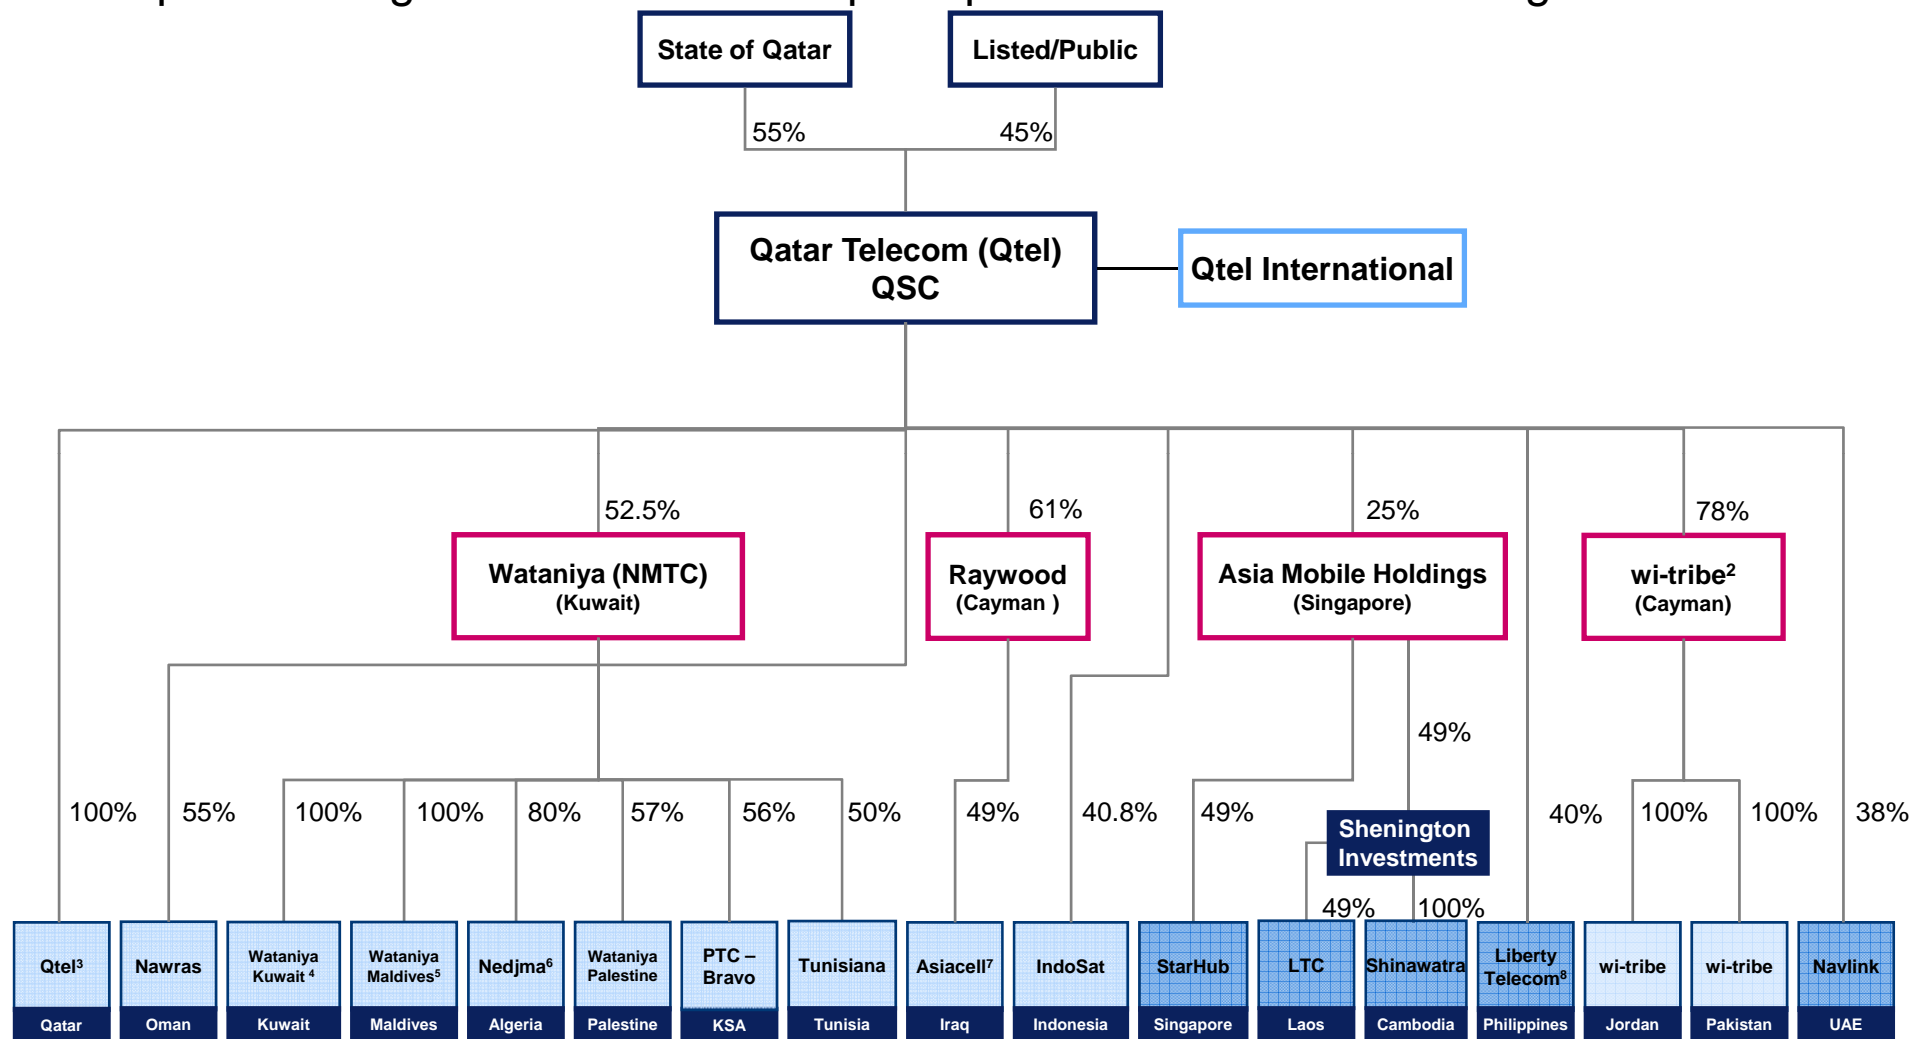 State of Qatar
Listed/Public
55%
45%
Qatar Telecom (Qtel)
QSC
Qtel International
52.5%
61%
25%
78%
Wataniya (NMTC)
(Kuwait)
Raywood
(Cayman )
Asia Mobile Holdings
(Singapore)
wi-tribe²
(Cayman)
49%
100%
55%
100%
100%
80%
57%
56%
50%
49%
40.8%
49%
40%
100%
100%
38%
Shenington
Investments
49%
100%
Qtel³
Nawras
Wataniya
Kuwait ⁴
Wataniya
Maldives⁵
Nedjma⁶
Wataniya
Palestine
PTC –
Bravo
Tunisiana
Asiacell⁷
IndoSat
StarHub
LTC
Shinawatra
Liberty
Telecom⁸
wi-tribe
wi-tribe
Navlink
Qatar
Oman
Kuwait
Maldives
Algeria
Palestine
KSA
Tunisia
Iraq
Indonesia
Singapore
Laos
Cambodia
Philippines
Jordan
Pakistan
UAE